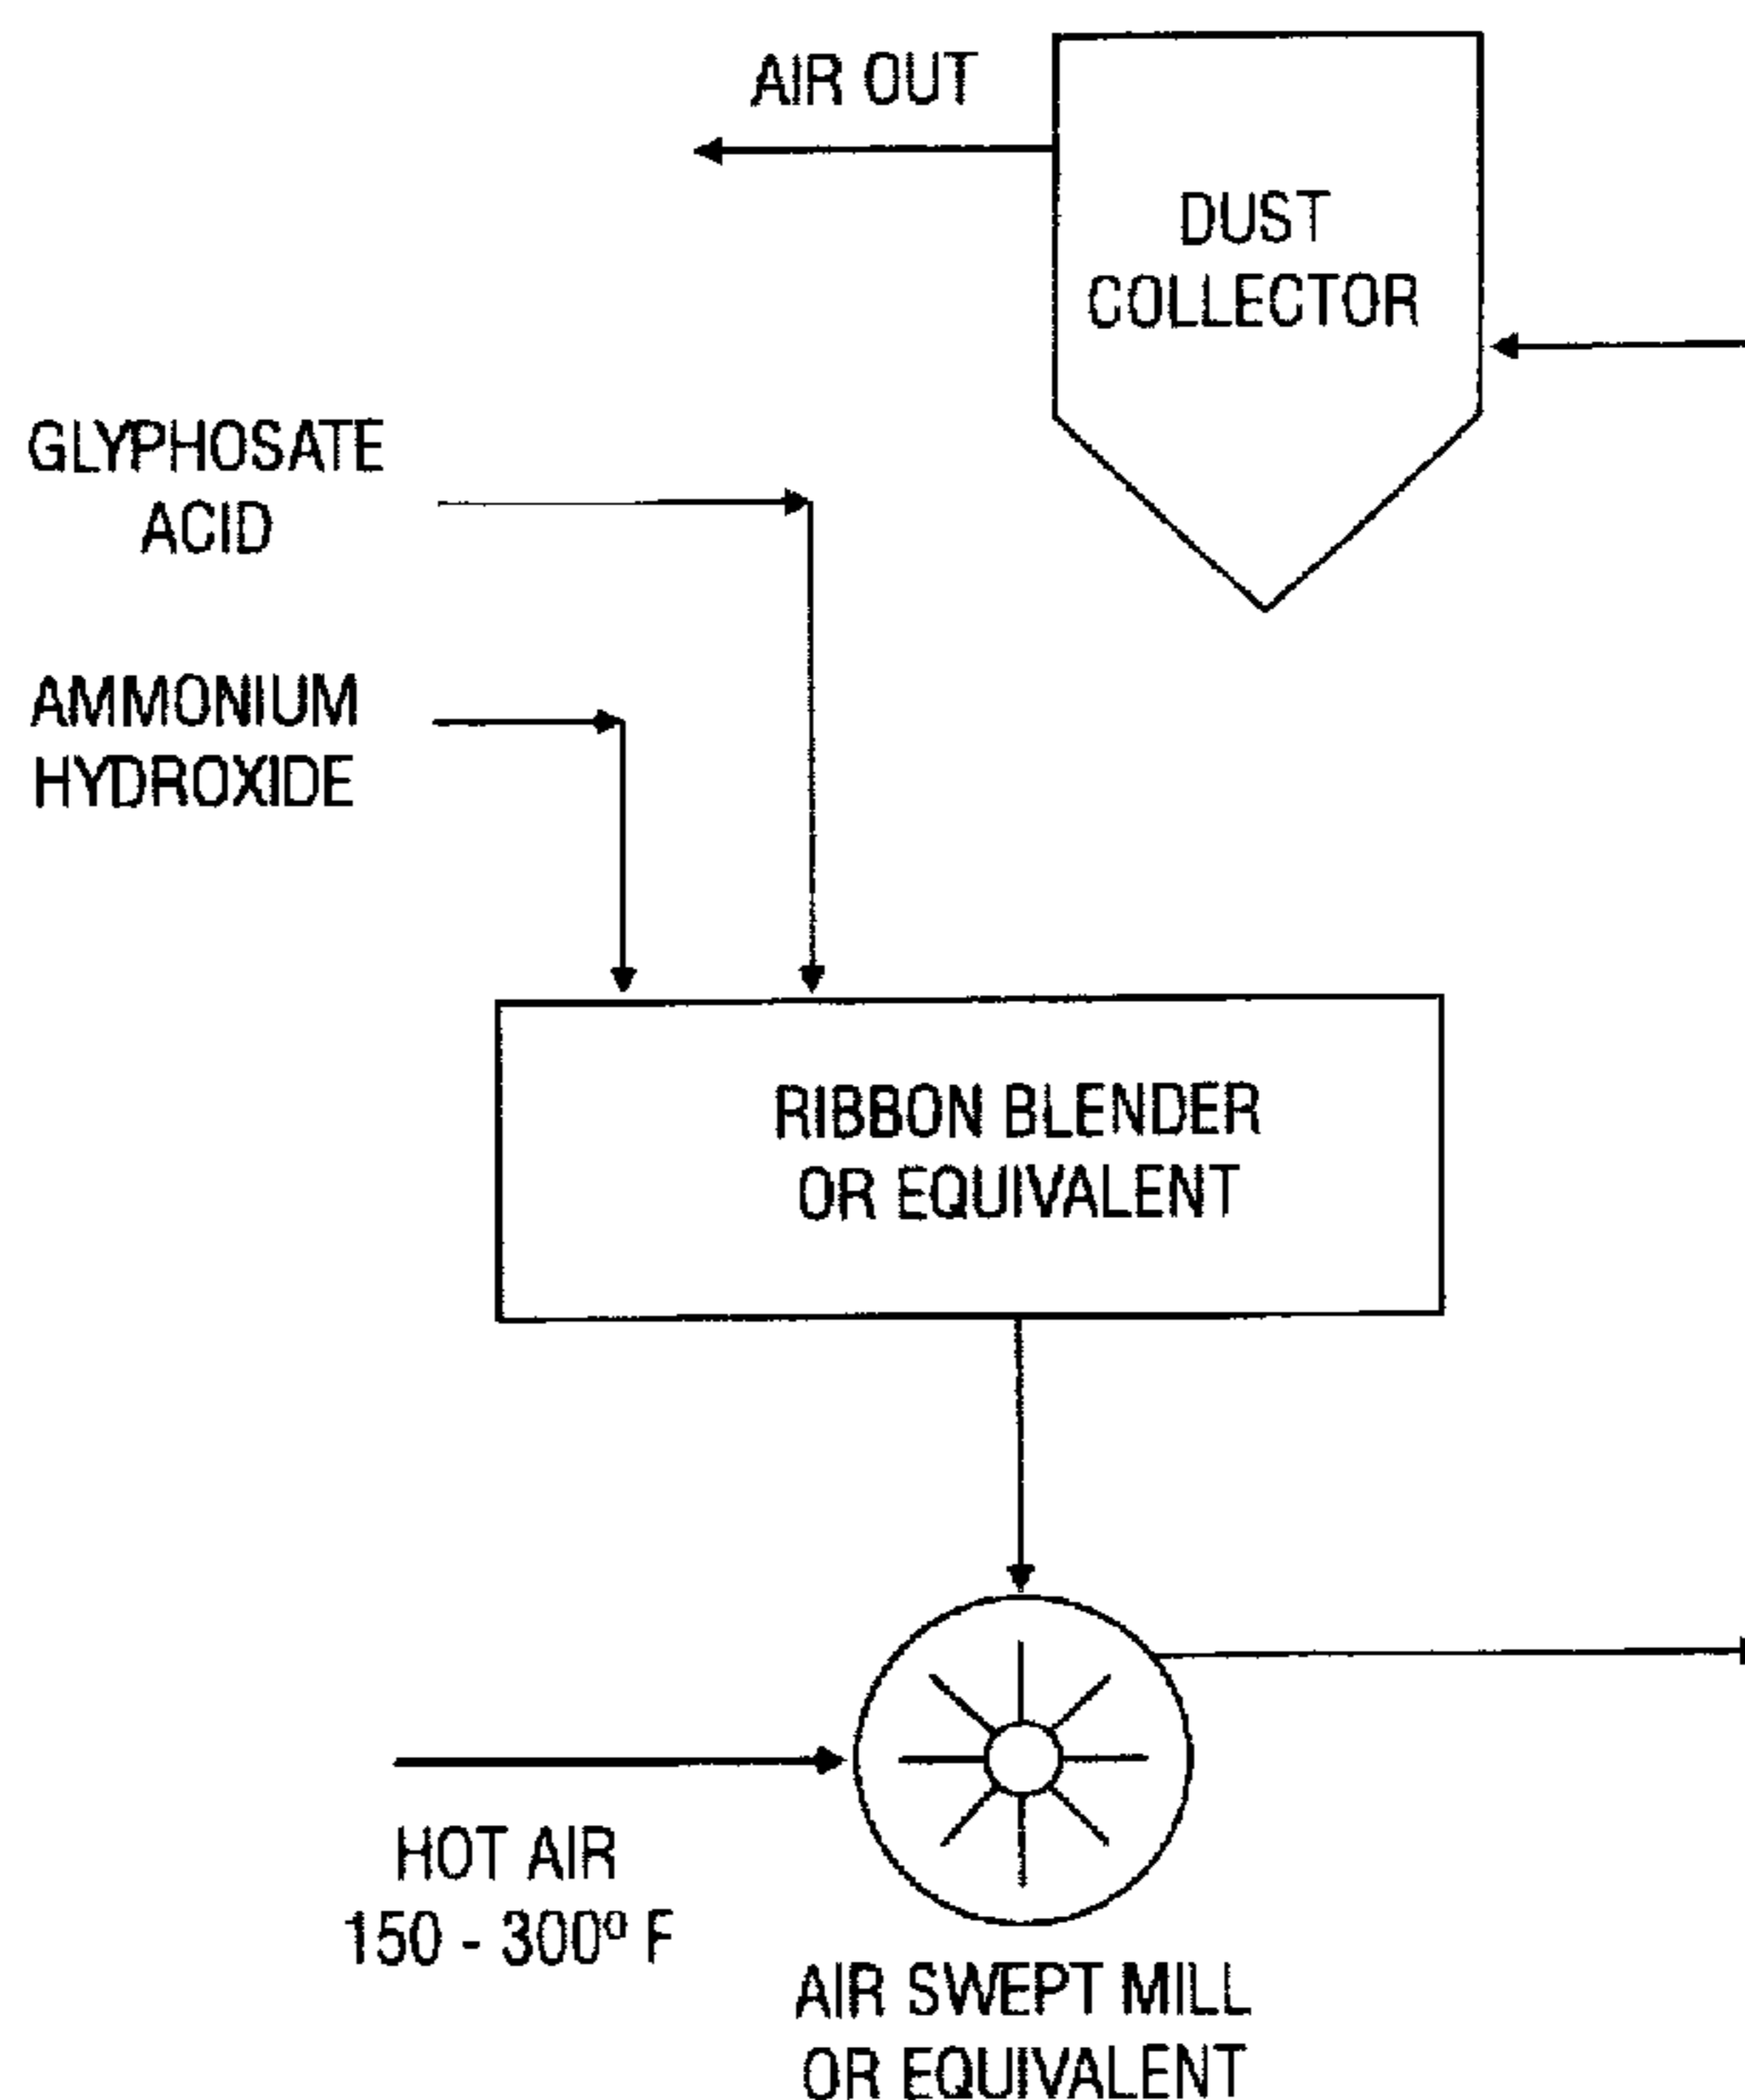 AIR OUT
DUST
COLLECTOR
GLYPHOSATE
ACID
AMMONIUM
HYDROXIDE
RIBBON BLENDER
OR EQUIVALENT
HOT AIR
150 - 300º F
AIR SWEPT MILL
OR EQUIVALENT